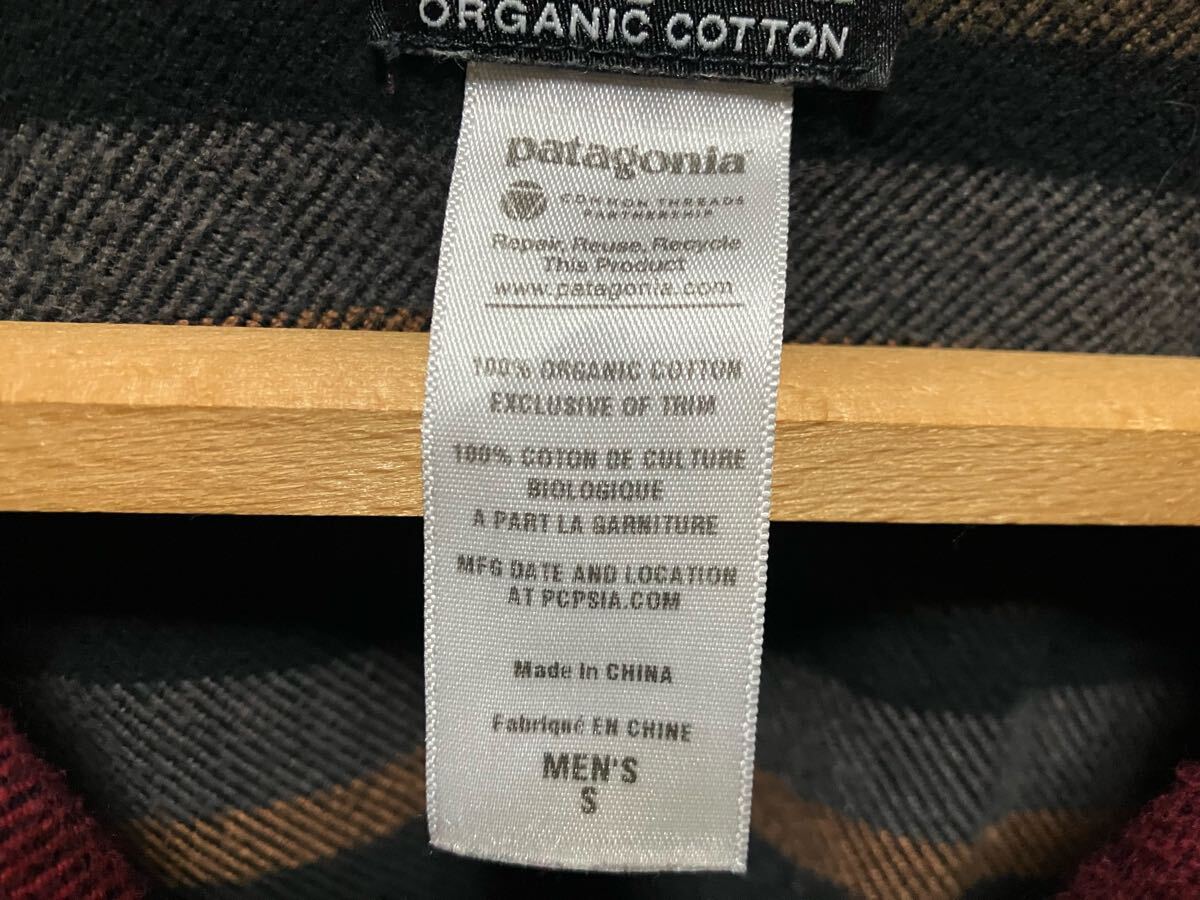 ORGANIC COTTON
patagonia
COMMON THREADS
PARTNERSHIP
Repair, Reuse, Recycle
This Product
www.patagonia.com
100% ORGANIC COTTON
EXCLUSIVE OF TRIM
100% COTON DE CULTURE
BIOLOGIQUE
A PART LA GARNITURE
MFG DATE AND LOCATION
AT PCPSIA.COM
Made In CHINA
Fabriqué EN CHINE
MEN'S
S